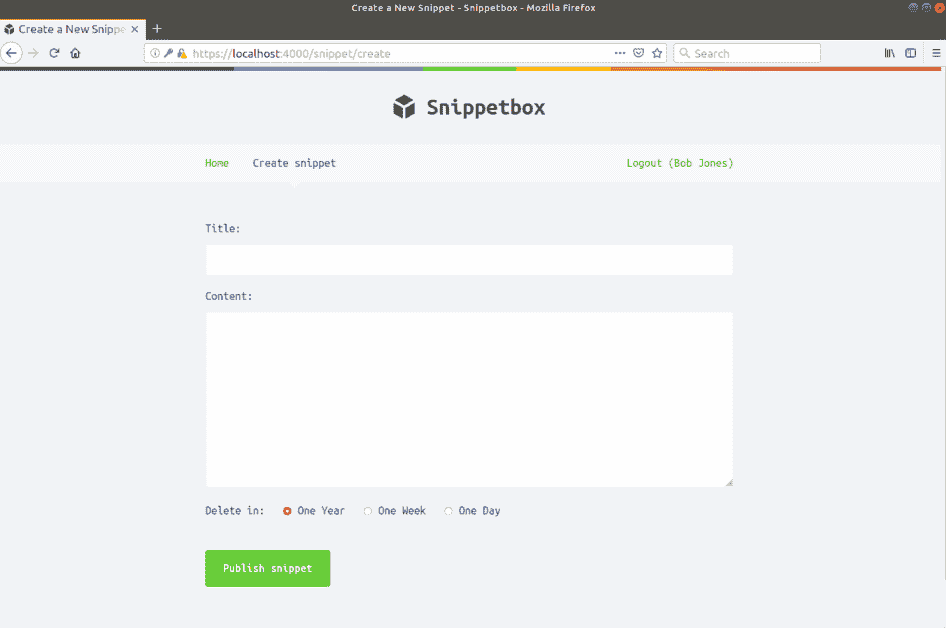 Create a New Snippet - Snippetbox - Mozilla Firefox
Create a New Snippe
https://localhost:4000/snippet/create
Search
Snippetbox
Home Create snippet Logout (Bob Jones)
Title:
Content:
Delete in: One Year One Week One Day
Publish snippet